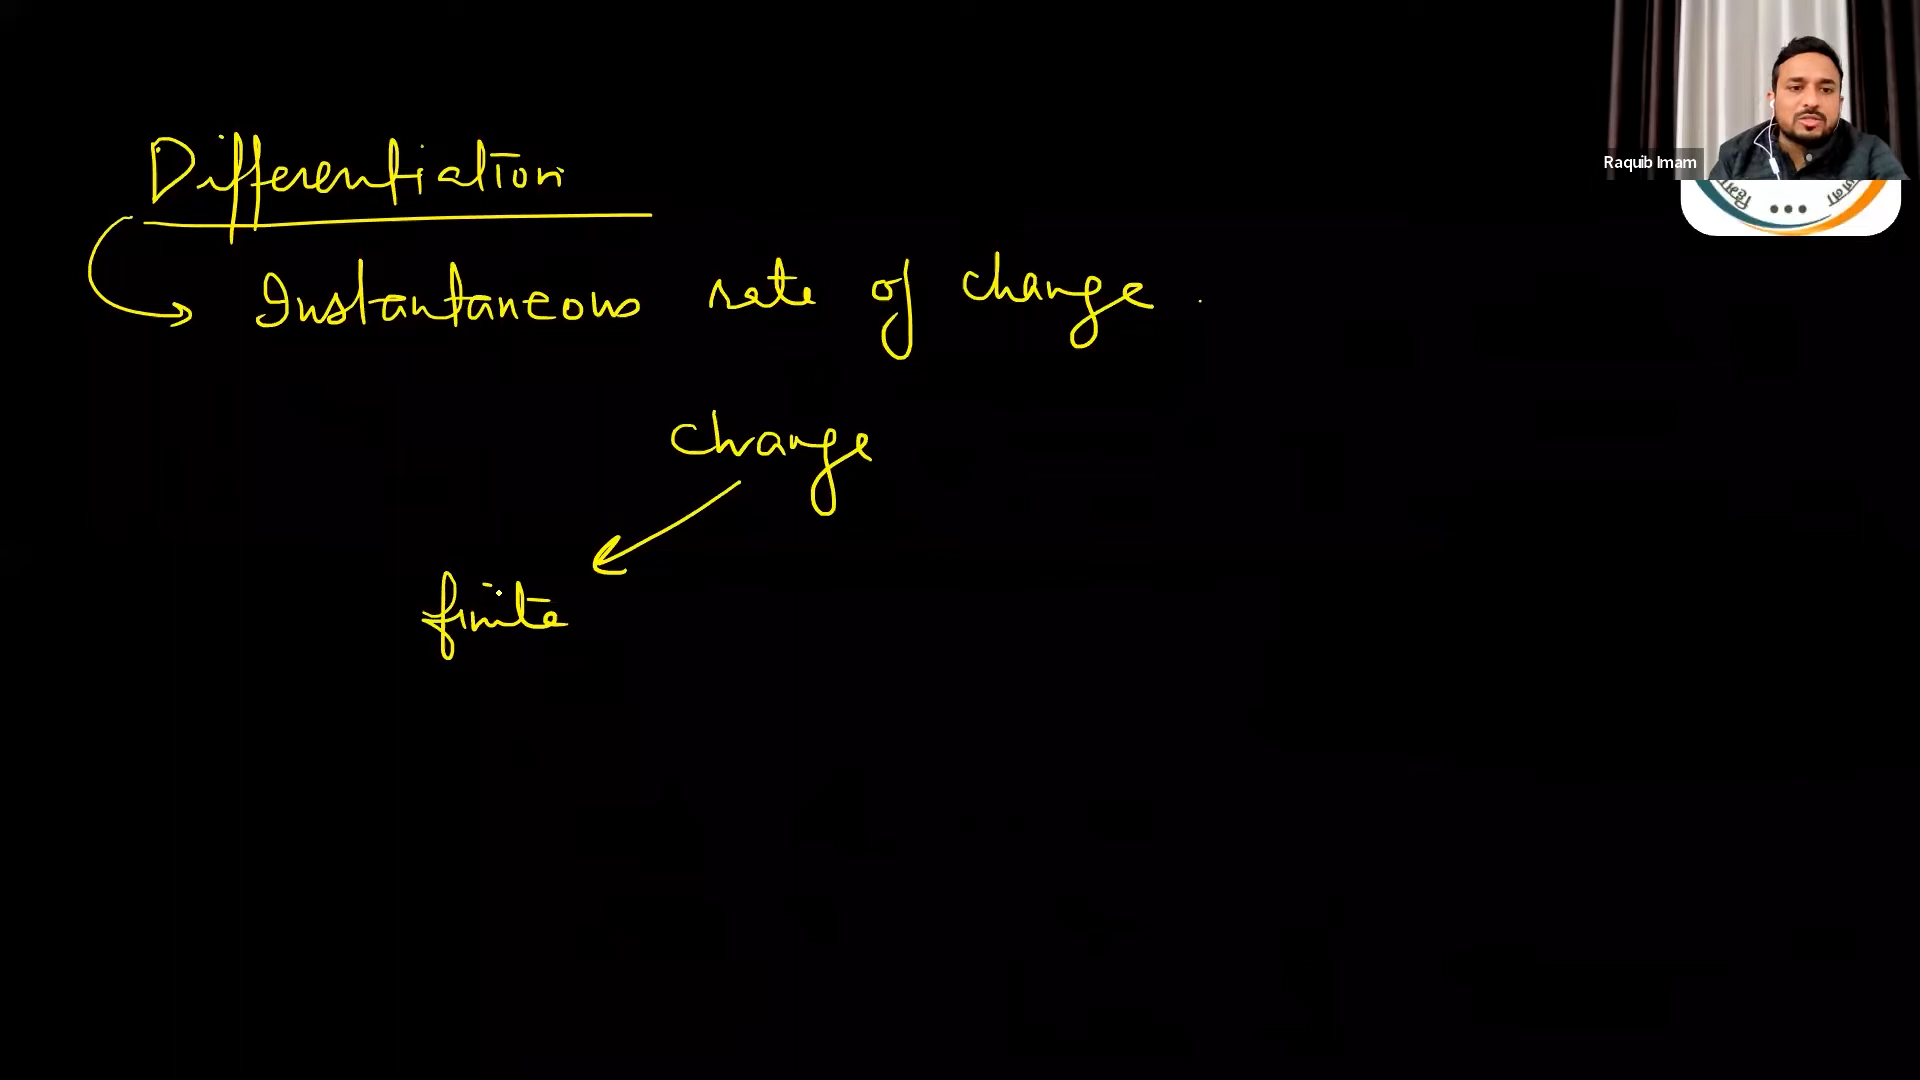 Differentiation
Raquib Imam
Instantaneous rate of change.
change
finite